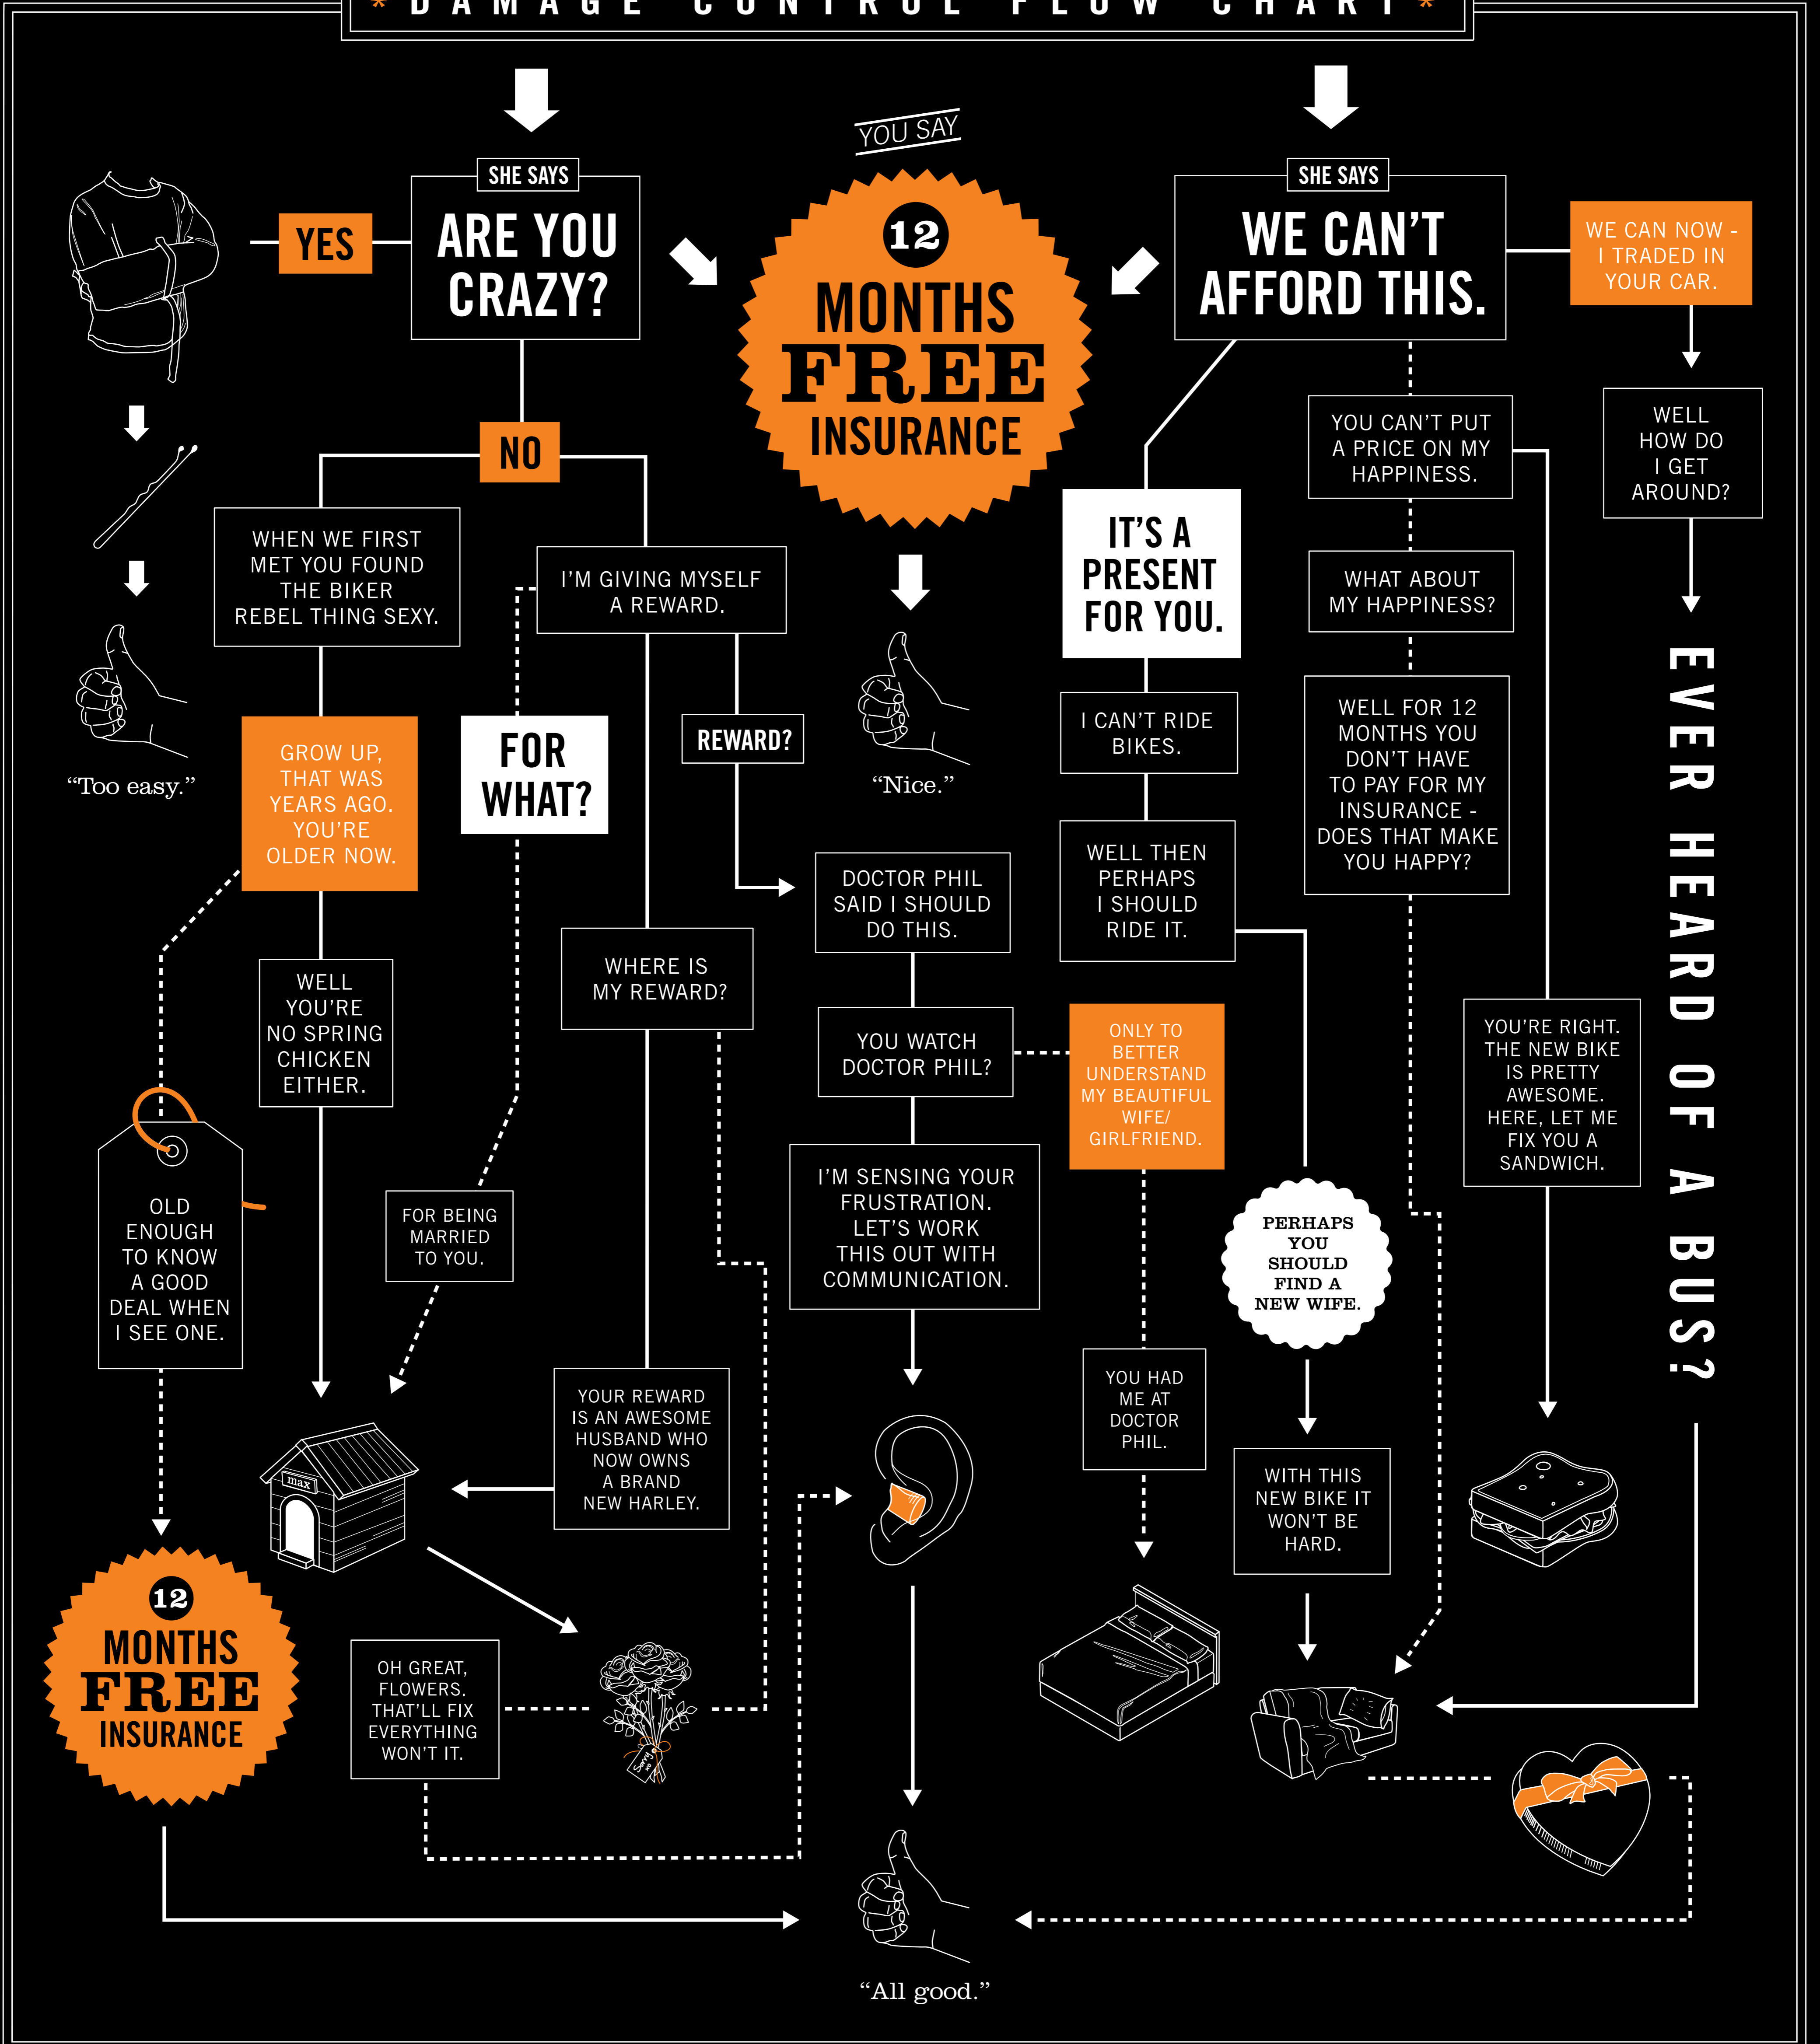 *DAMAGE CONTROL FLOW CHART*
YOU SAY
SHE SAYS
ARE YOU
CRAZY?
YES
NO
12
MONTHS
FREE
INSURANCE
SHE SAYS
WE CAN'T
AFFORD THIS.
WE CAN NOW -
I TRADED IN
YOUR CAR.
WELL
HOW DO
I GET
AROUND?
EVER HEARD OF A BUS?
YOU CAN'T PUT
A PRICE ON MY
HAPPINESS.
WHAT ABOUT
MY HAPPINESS?
WELL FOR 12
MONTHS YOU
DON'T HAVE
TO PAY FOR MY
INSURANCE -
DOES THAT MAKE
YOU HAPPY?
IT'S A
PRESENT
FOR YOU.
I CAN'T RIDE
BIKES.
WELL THEN
PERHAPS
I SHOULD
RIDE IT.
WHEN WE FIRST
MET YOU FOUND
THE BIKER
REBEL THING SEXY.
I'M GIVING MYSELF
A REWARD.
"Too easy."
GROW UP,
THAT WAS
YEARS AGO.
YOU'RE
OLDER NOW.
FOR
WHAT?
REWARD?
"Nice."
DOCTOR PHIL
SAID I SHOULD
DO THIS.
WHERE IS
MY REWARD?
WELL
YOU'RE
NO SPRING
CHICKEN
EITHER.
YOU WATCH
DOCTOR PHIL?
ONLY TO
BETTER
UNDERSTAND
MY BEAUTIFUL
WIFE/
GIRLFRIEND.
YOU'RE RIGHT.
THE NEW BIKE
IS PRETTY
AWESOME.
HERE, LET ME
FIX YOU A
SANDWICH.
OLD
ENOUGH
TO KNOW
A GOOD
DEAL WHEN
I SEE ONE.
FOR BEING
MARRIED
TO YOU.
I'M SENSING YOUR
FRUSTRATION.
LET'S WORK
THIS OUT WITH
COMMUNICATION.
PERHAPS
YOU
SHOULD
FIND A
NEW WIFE.
YOUR REWARD
IS AN AWESOME
HUSBAND WHO
NOW OWNS
A BRAND
NEW HARLEY.
YOU HAD
ME AT
DOCTOR
PHIL.
WITH THIS
NEW BIKE IT
WON'T BE
HARD.
max
12
MONTHS
FREE
INSURANCE
OH GREAT,
FLOWERS.
THAT'LL FIX
EVERYTHING
WON'T IT.
Sorry
"All good."